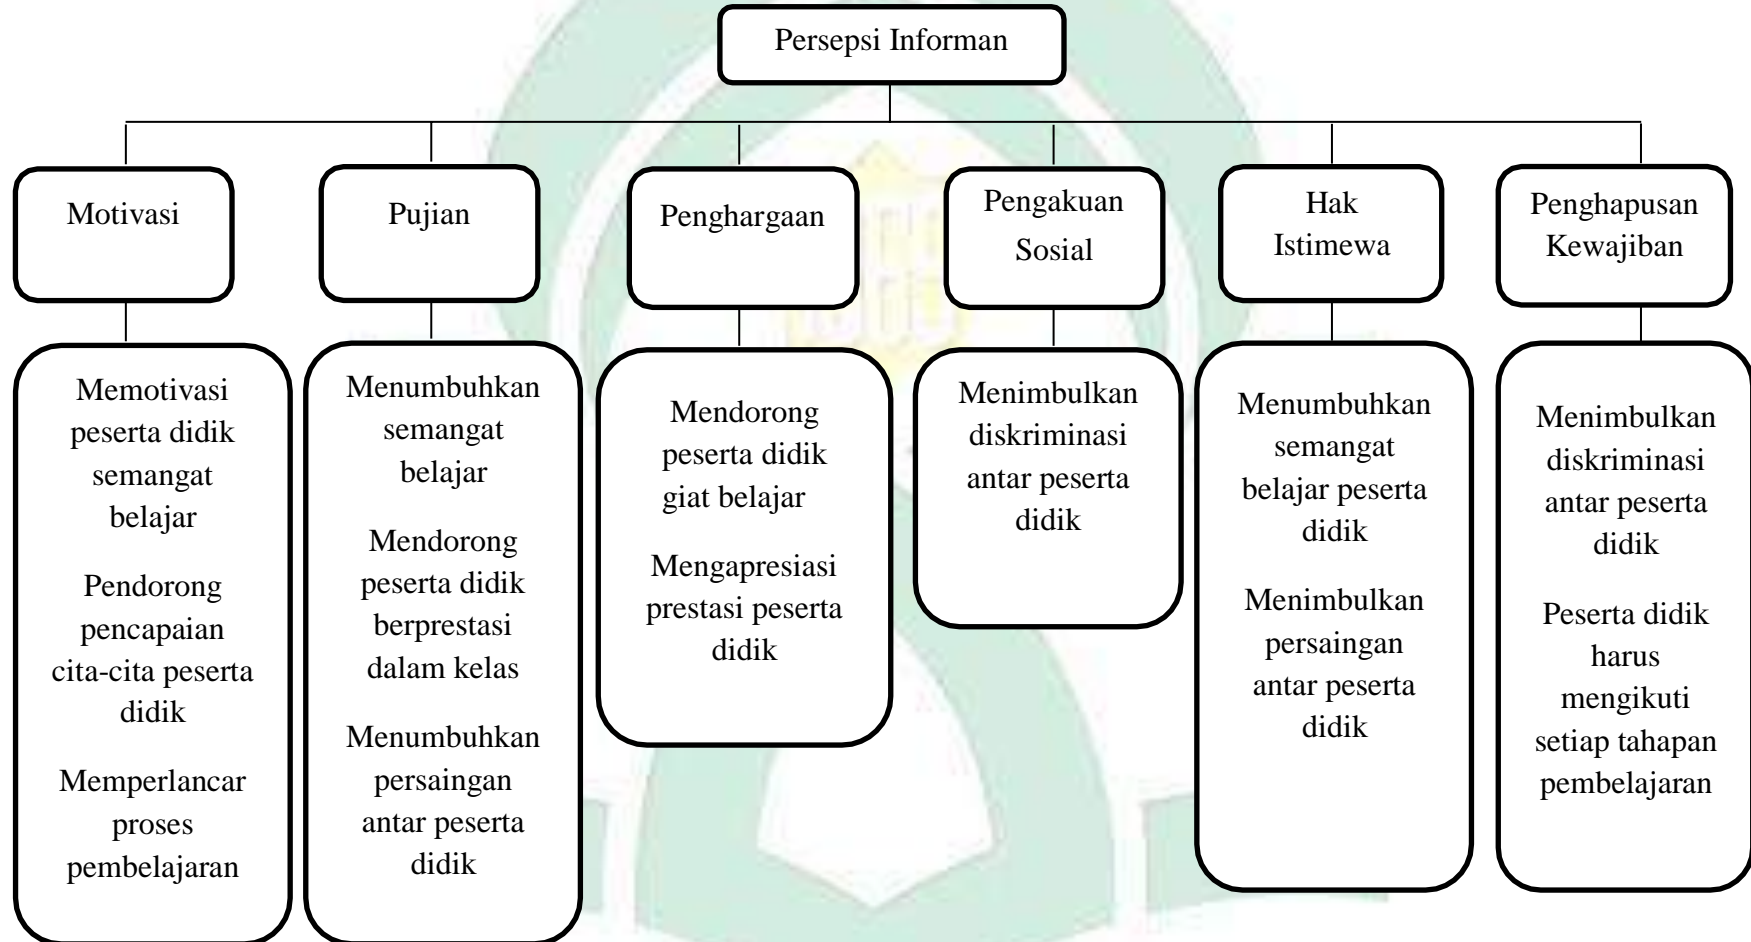 Persepsi Informan
Motivasi
Pujian
Penghargaan
Pengakuan
Sosial
Hak
Istimewa
Penghapusan
Kewajiban
Memotivasi
peserta didik
semangat
belajar
Pendorong
pencapaian
cita-cita peserta
didik
Memperlancar
proses
pembelajaran
Menumbuhkan
semangat
belajar
Mendorong
peserta didik
berprestasi
dalam kelas
Menumbuhkan
persaingan
antar peserta
didik
Mendorong
peserta didik
giat belajar
Mengapresiasi
prestasi peserta
didik
Menimbulkan
diskriminasi
antar peserta
didik
Menumbuhkan
semangat
belajar peserta
didik
Menimbulkan
persaingan
antar peserta
didik
Menimbulkan
diskriminasi
antar peserta
didik
Peserta didik
harus
mengikuti
setiap tahapan
pembelajaran